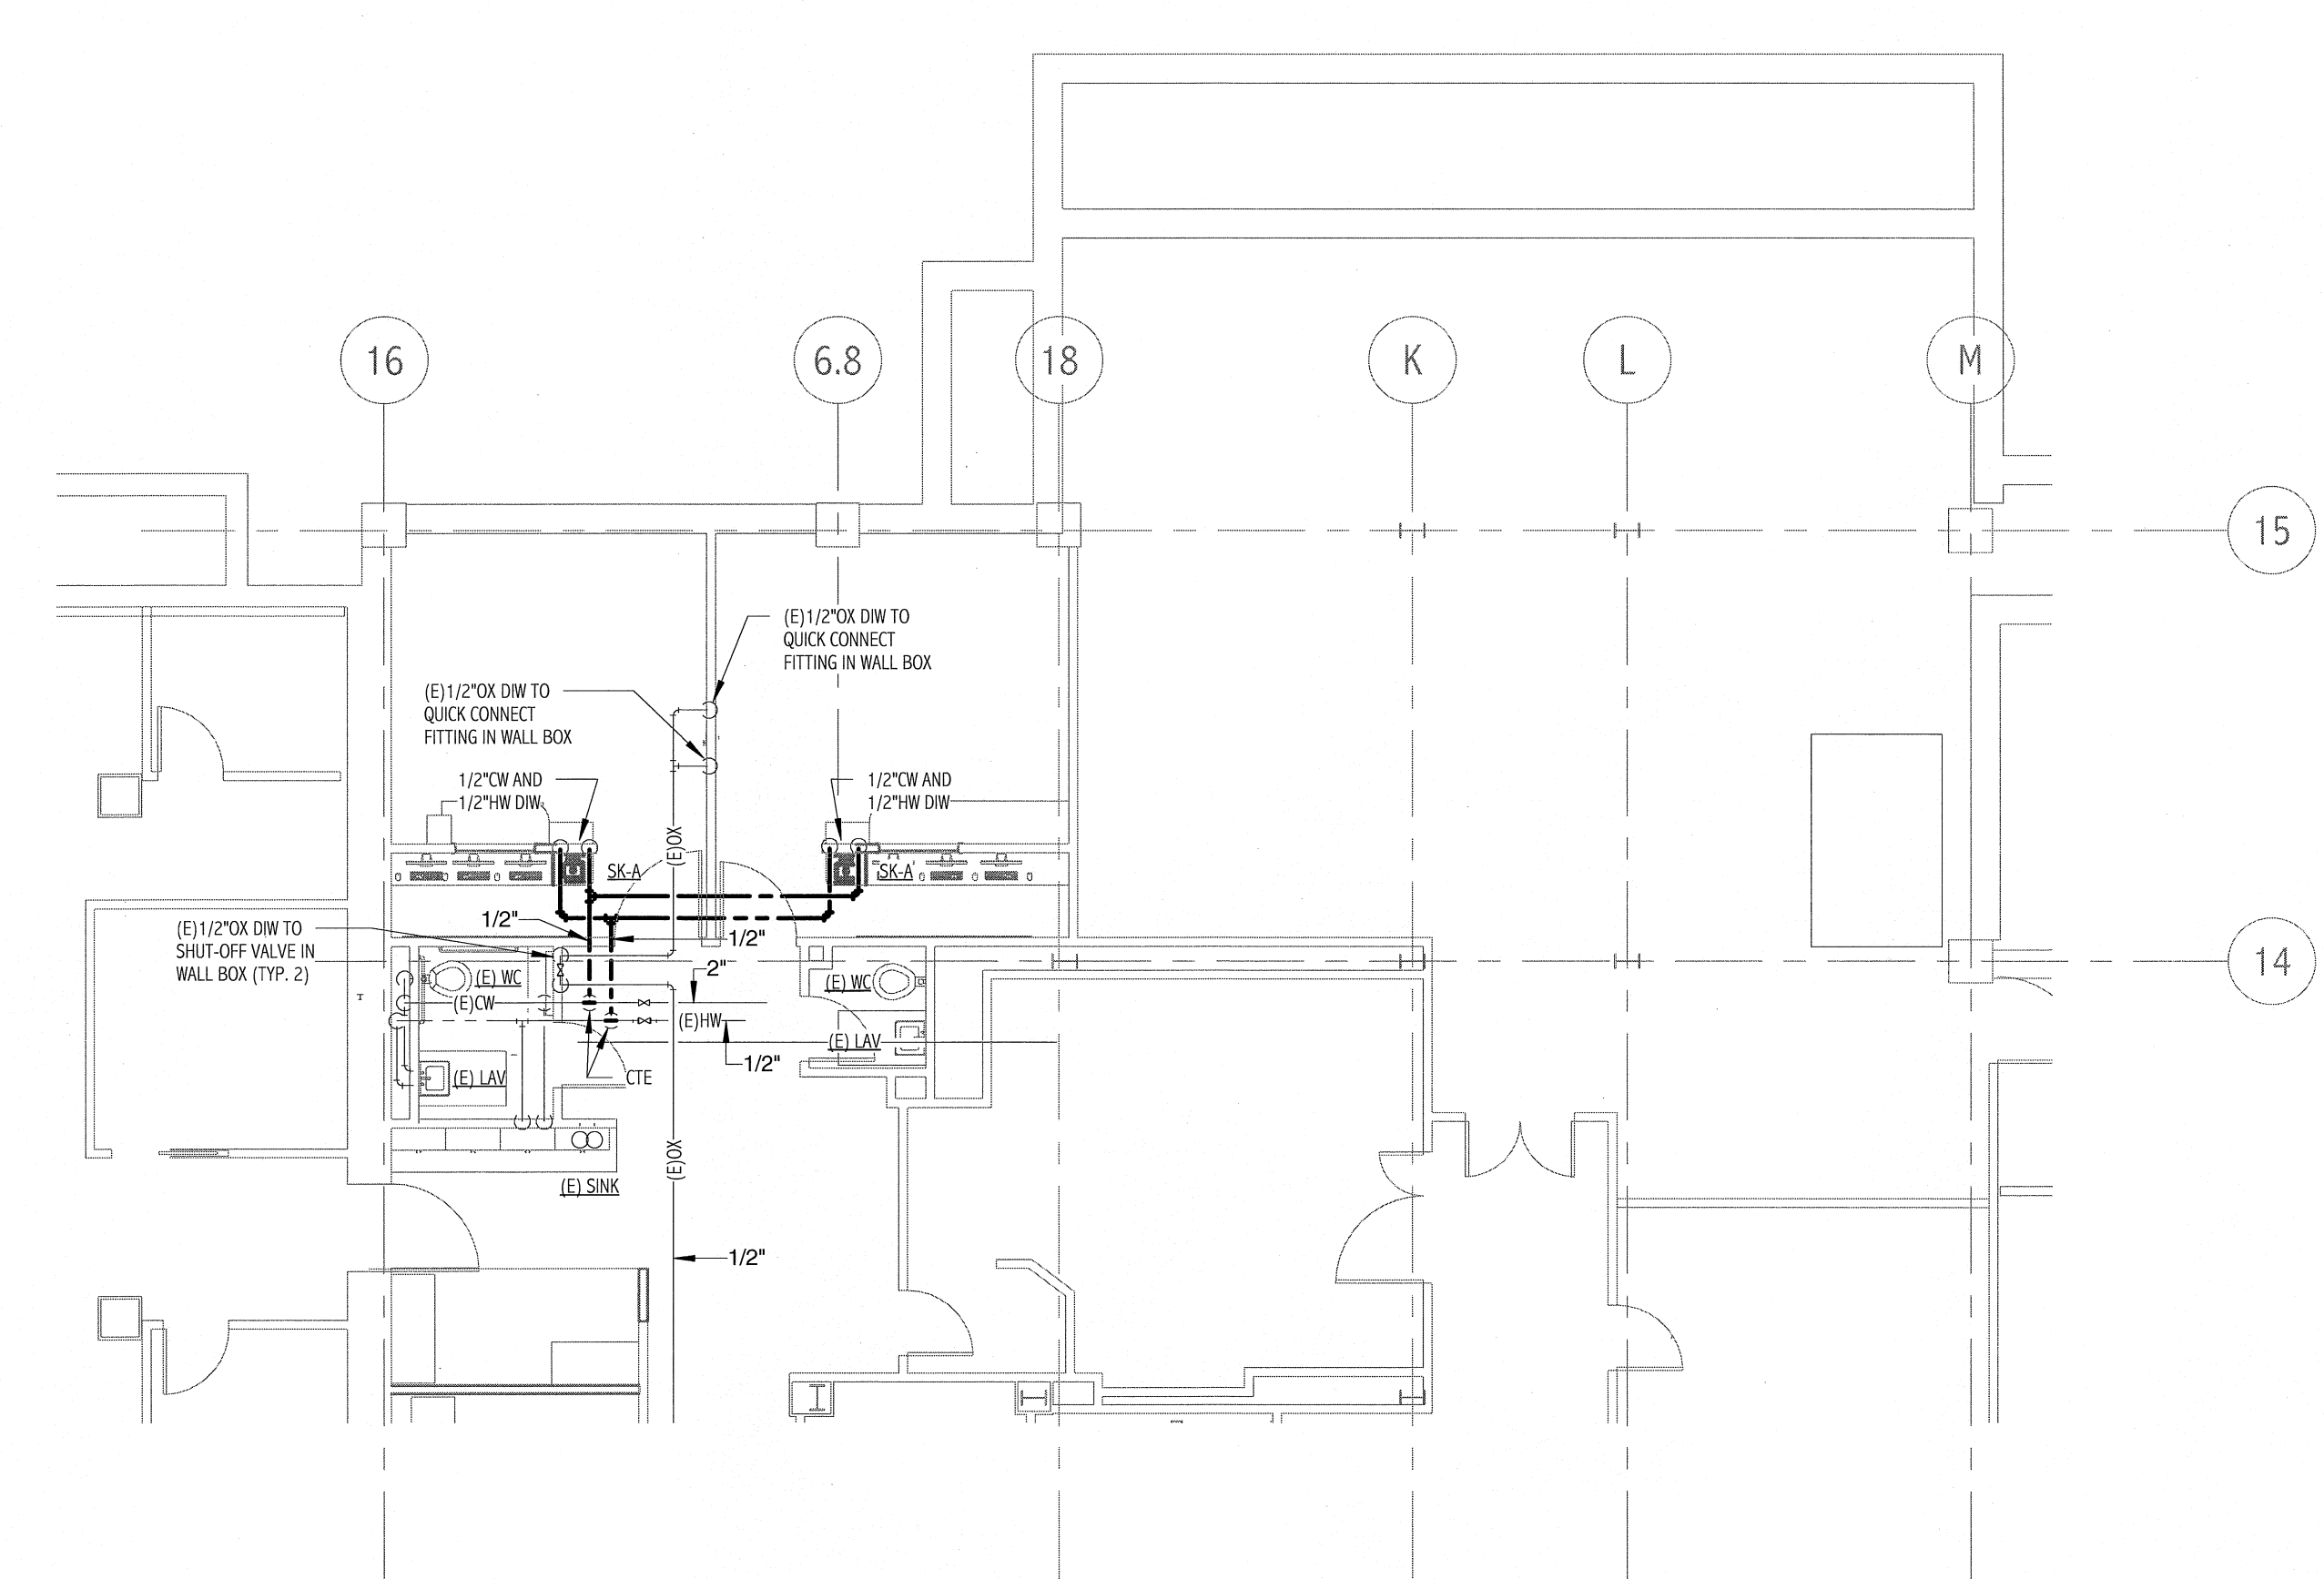 16
6.8
18
K
L
M
15
(E)1/2"OX DIW TO
QUICK CONNECT
FITTING IN WALL BOX
(E)1/2"OX DIW TO
QUICK CONNECT
FITTING IN WALL BOX
1/2"CW AND
1/2"HW DIW
1/2"CW AND
1/2"HW DIW
(E)OX
SK-A
SK-A
(E)1/2"OX DIW TO
SHUT-OFF VALVE IN
WALL BOX (TYP. 2)
1/2"
1/2"
14
2"
(E) WC
(E) WC
(E)CW
(E)HW
T
(E) LAV
1/2"
(E) LAV
CTE
(E)OX
(E) SINK
1/2"